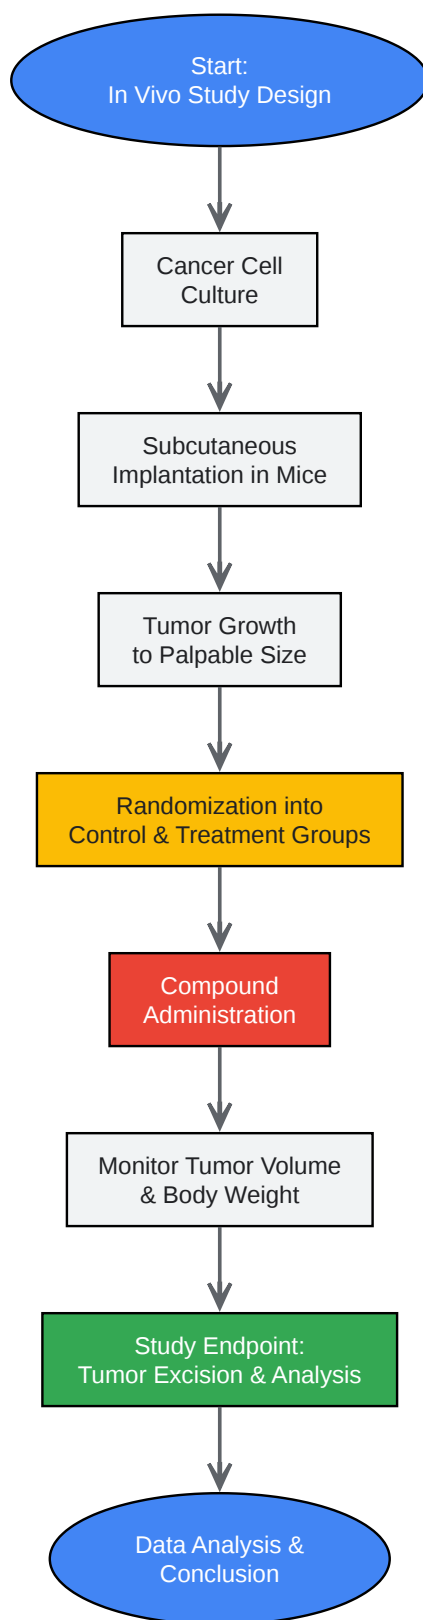 Start:
In Vivo Study Design
Cancer Cell
Culture
Subcutaneous
Implantation in Mice
Tumor Growth
to Palpable Size
Randomization into
Control & Treatment Groups
Compound
Administration
Monitor Tumor Volume
& Body Weight
Study Endpoint:
Tumor Excision & Analysis
Data Analysis &
Conclusion